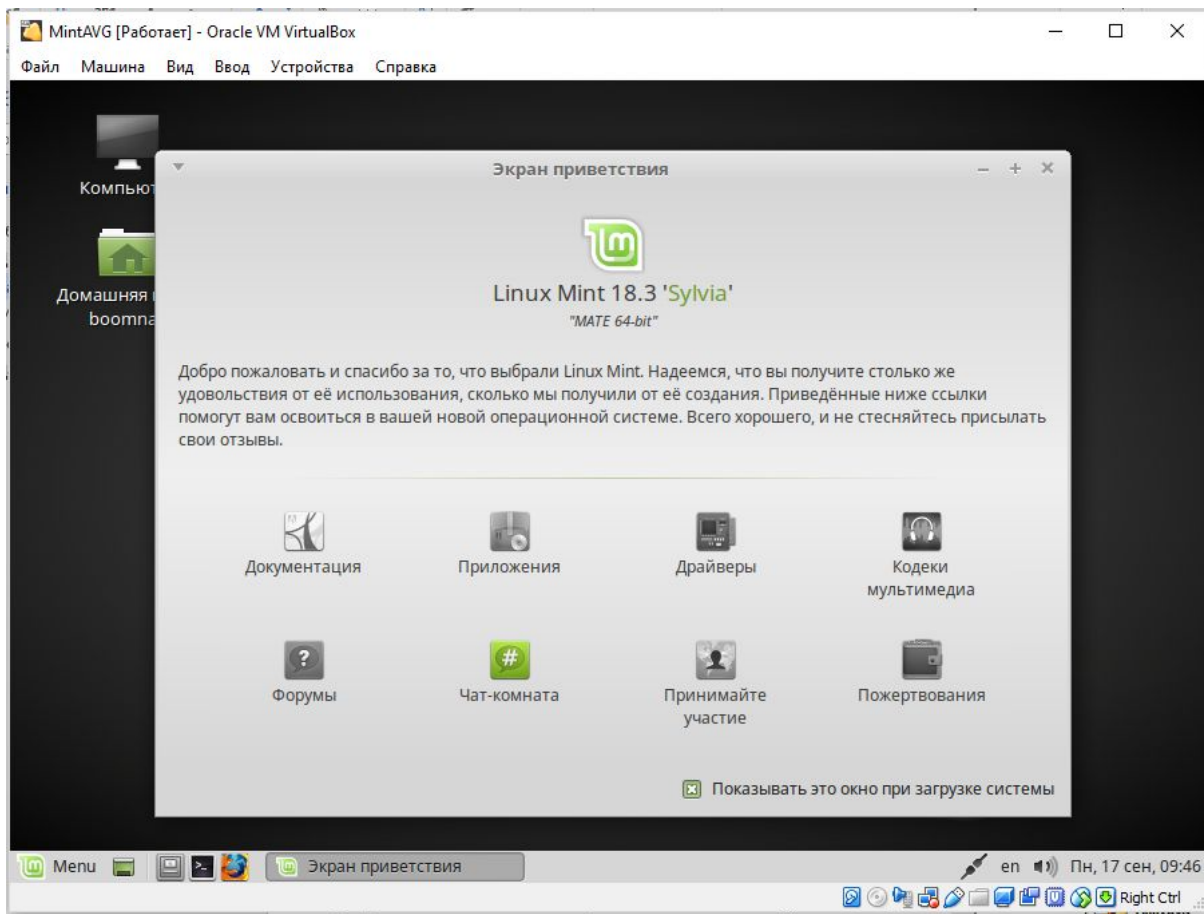 MintAVG [Работает] - Oracle VM VirtualBox
Файл Машина Вид Ввод Устройства Справка
Экран приветствия
Linux Mint 18.3 'Sylvia'
"MATE 64-bit"
Добро пожаловать и спасибо за то, что выбрали Linux Mint. Надеемся, что вы получите столько же
удовольствия от её использования, сколько мы получили от её создания. Приведённые ниже ссылки
помогут вам освоиться в вашей новой операционной системе. Всего хорошего, и не стесняйтесь присылать
свои отзывы.
Документация Приложения Драйверы Кодеки
мультимедиа
Форумы Чат-комната Принимайте Пожертвования
участие
Показывать это окно при загрузке системы
Компьют
Домашняя
boomna
Menu Экран приветствия en Пн, 17 сен, 09:46
Right Ctrl